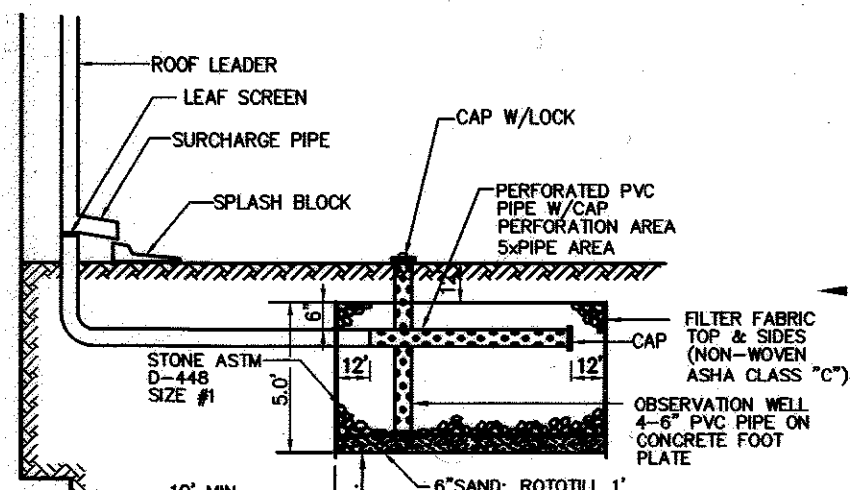 ROOF LEADER
LEAF SCREEN
SURCHARGE PIPE
CAP W/LOCK
SPLASH BLOCK
PERFORATED PVC
PIPE W/CAP
PERFORATION AREA
5xPIPE AREA
6"
STONE ASTM
D-448
SIZE #1
12'
12'
5.0'
CAP
FILTER FABRIC
TOP & SIDES
(NON-WOVEN
ASHA CLASS "C")
OBSERVATION WELL
4-6" PVC PIPE ON
CONCRETE FOOT
PLATE
10' MIN
6"SAND: ROTOTILL 1'